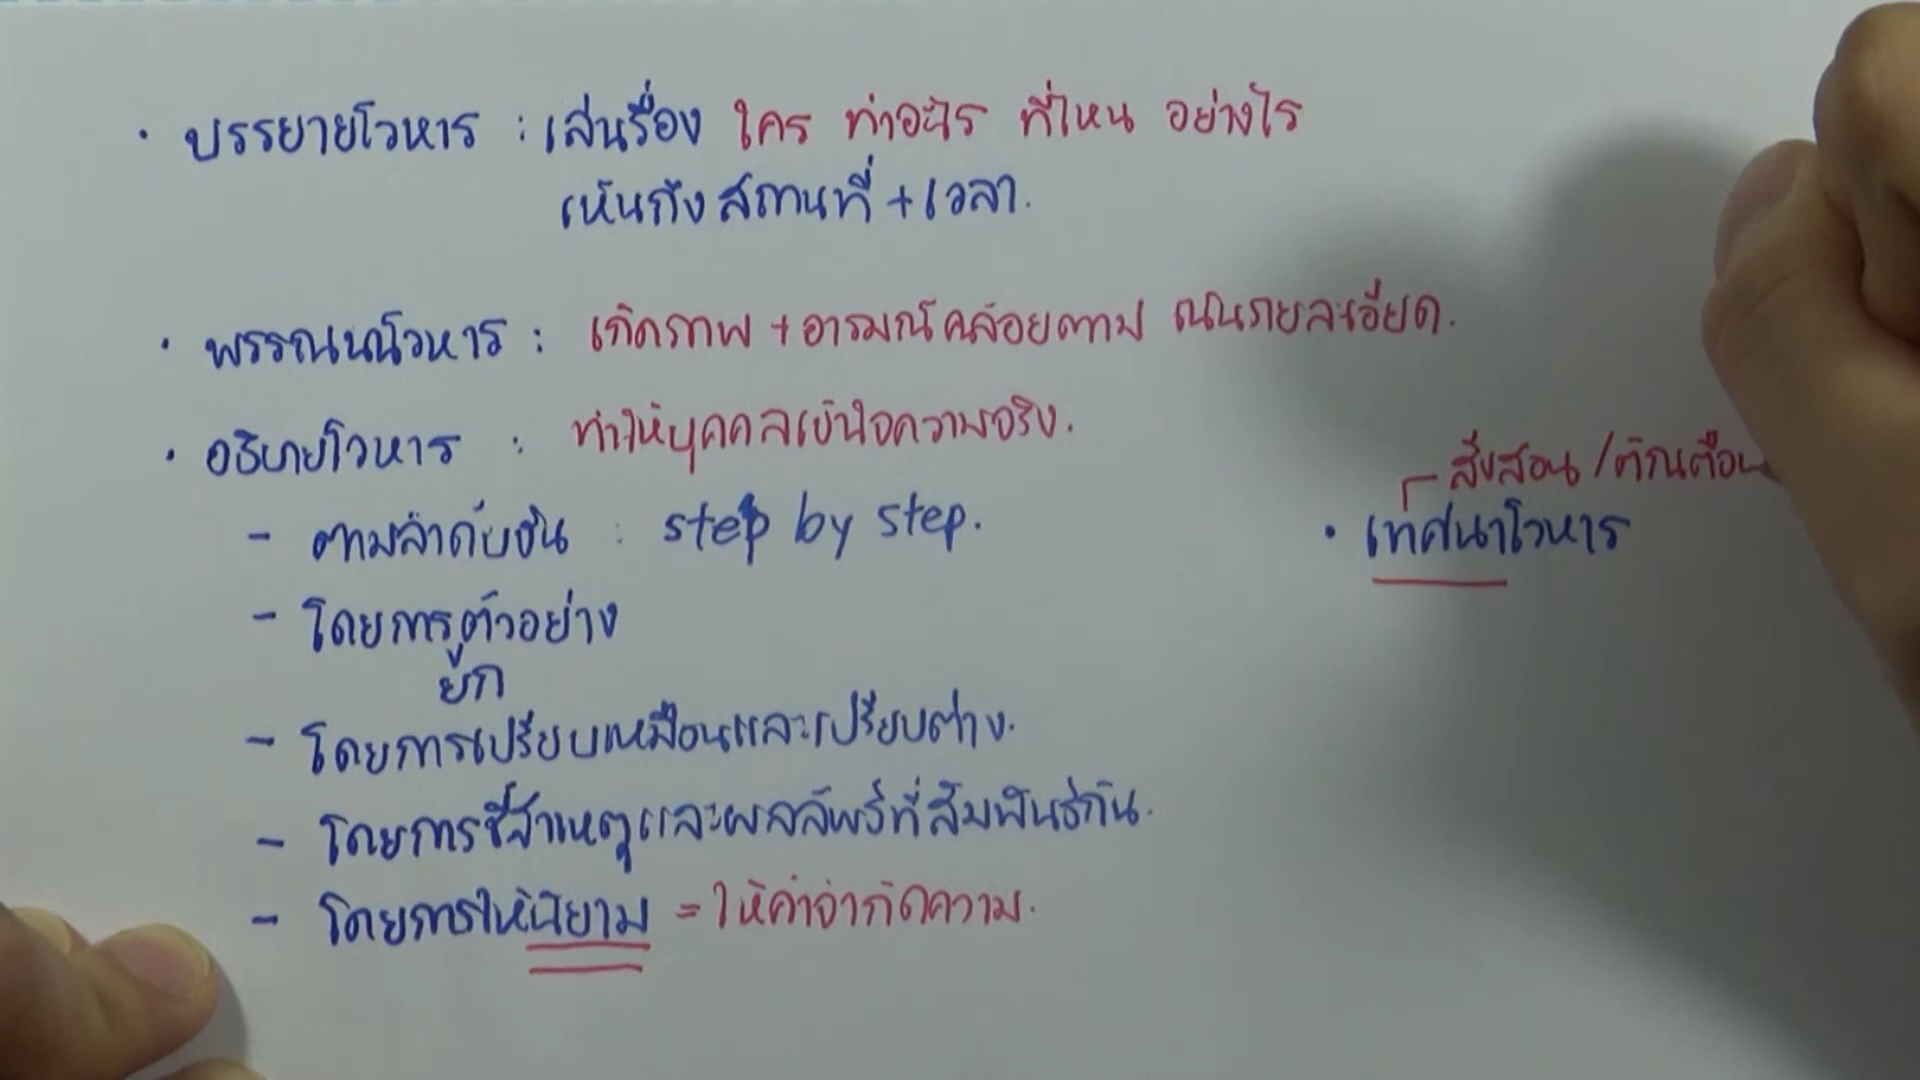 · บรรยายโวหาร : เล่าเรื่อง ใคร ทำอะไร ที่ไหน อย่างไร
เห็นถึง สถานที่ + เวลา.
· พรรณนาโวหาร : เกิดภาพ + อารมณ์คล้อยตาม เน้นรายละเอียด.
· อธิบายโวหาร : ทำให้บุคคลเข้าใจความจริง.
- ตามลำดับขั้น : step by step.
- โดยการตัวอย่าง
ยก
- โดยการเปรียบเหมือนและเปรียบต่าง.
- โดยการชี้สาเหตุและผลลัพธ์ที่สัมพันธ์กัน.
- โดยการให้นิยาม = ให้คำจำกัดความ.
สั่งสอน / ตักเตือน
· เทศนาโวหาร